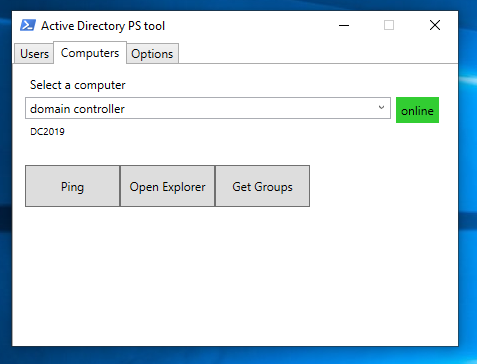 Active Directory PS tool
Users Computers Options
Select a computer
domain controller
online
DC2019
Ping Open Explorer Get Groups